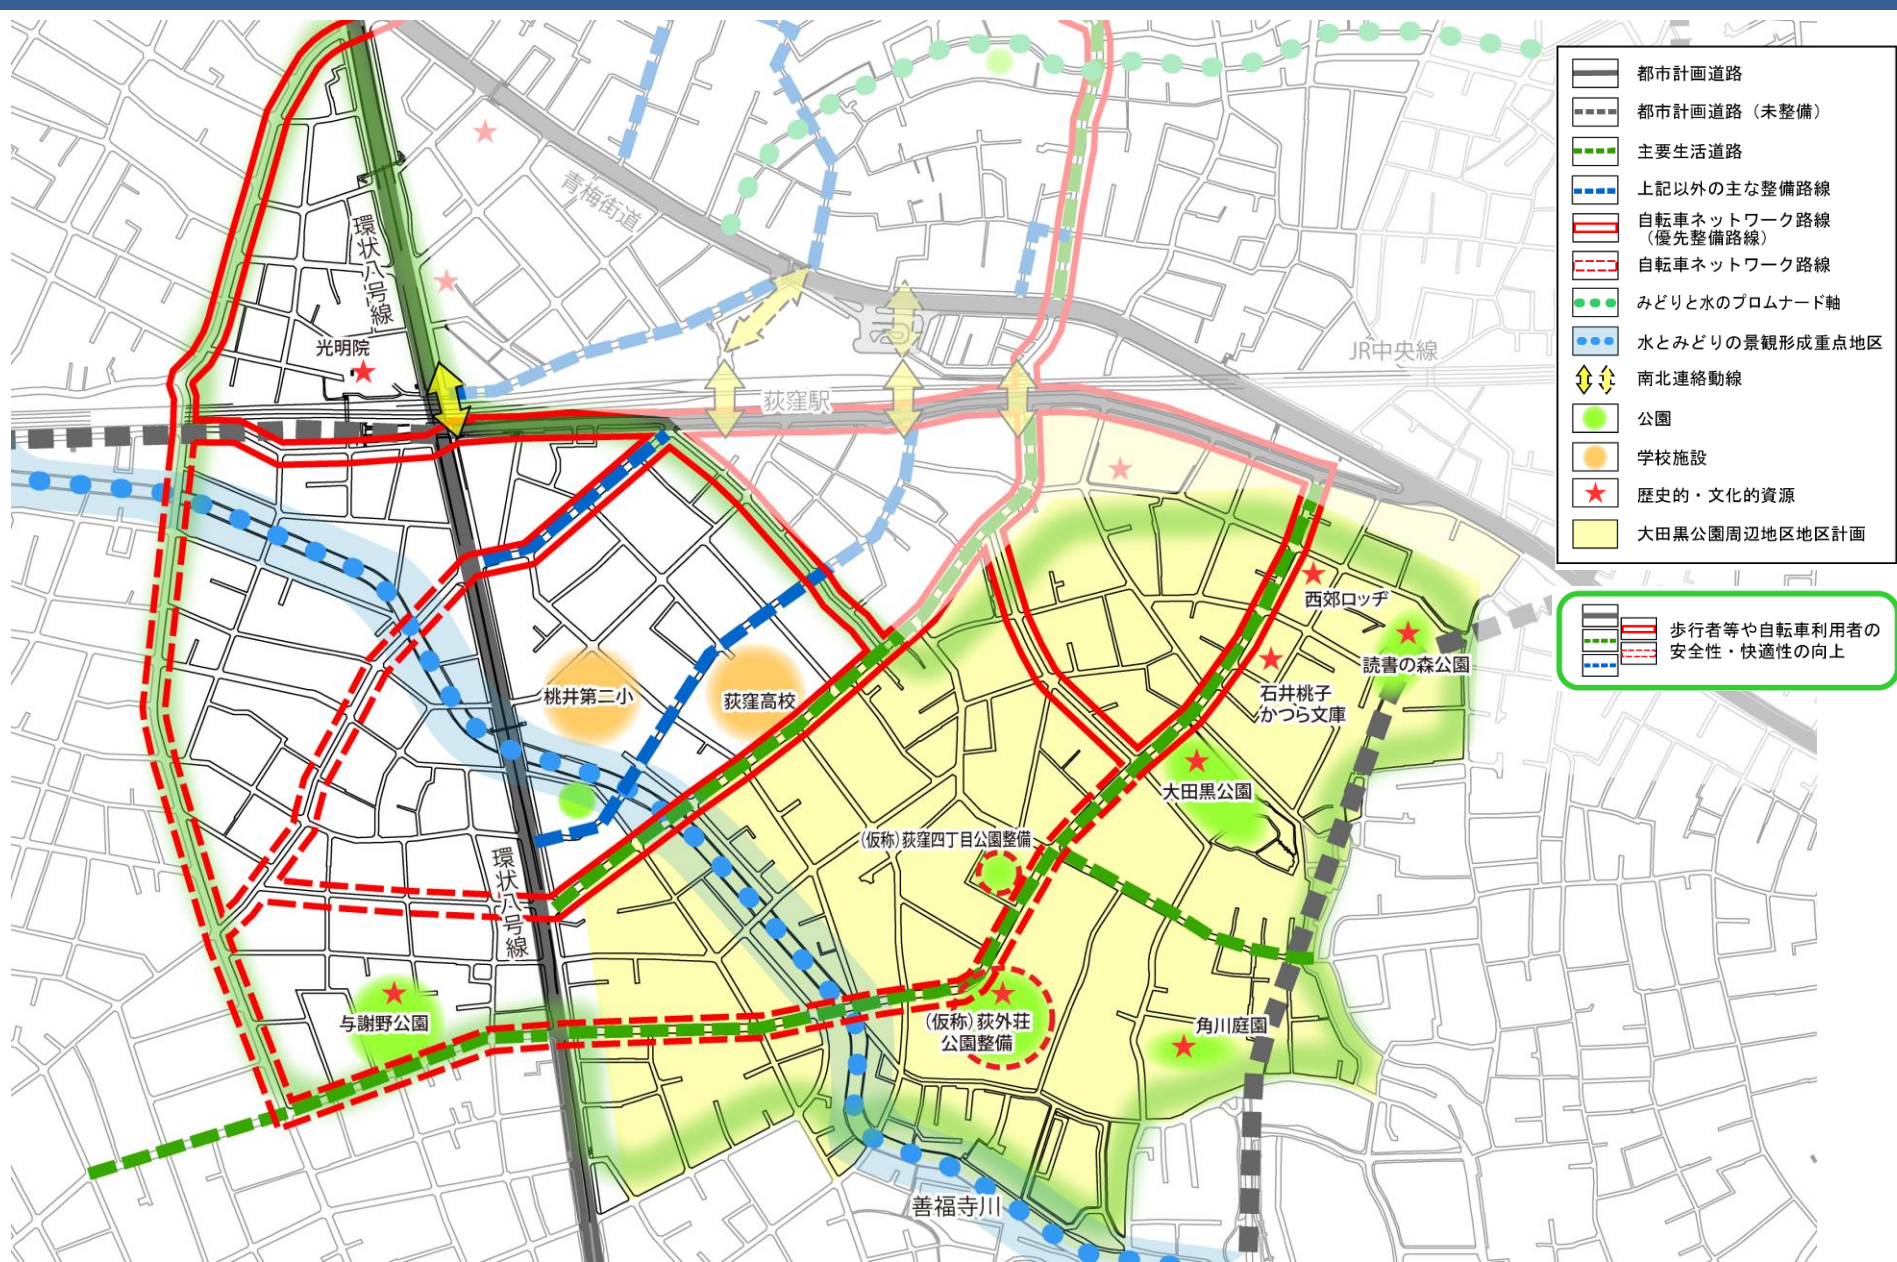 都市計画道路
都市計画道路（未整備）
主要生活道路
上記以外の主な整備路線
自転車ネットワーク路線
（優先整備路線）
自転車ネットワーク路線
みどりと水のプロムナード軸
水とみどりの景観形成重点地区
南北連絡動線
公園
学校施設
歴史的・文化的資源
大田黒公園周辺地区地区計画
歩行者等や自転車利用者の
安全性・快適性の向上
青梅街道
環状八号線
光明院
JR中央線
荻窪駅
西郊ロッヂ
読書の森公園
桃井第二小
荻窪高校
石井桃子
かつら文庫
大田黒公園
（仮称）荻窪四丁目公園整備
環状八号線
与謝野公園
（仮称）荻外荘
公園整備
角川庭園
善福寺川